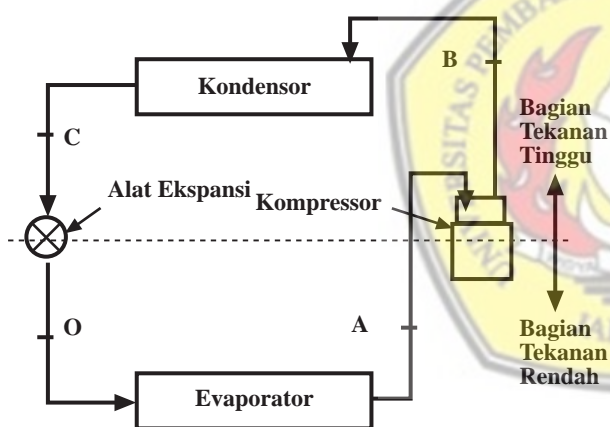 B
Kondensor
Bagian
Tekanan
Tinggu
C
Alat Ekspansi
Kompressor
O
A
Bagian
Tekanan
Rendah
Evaporator